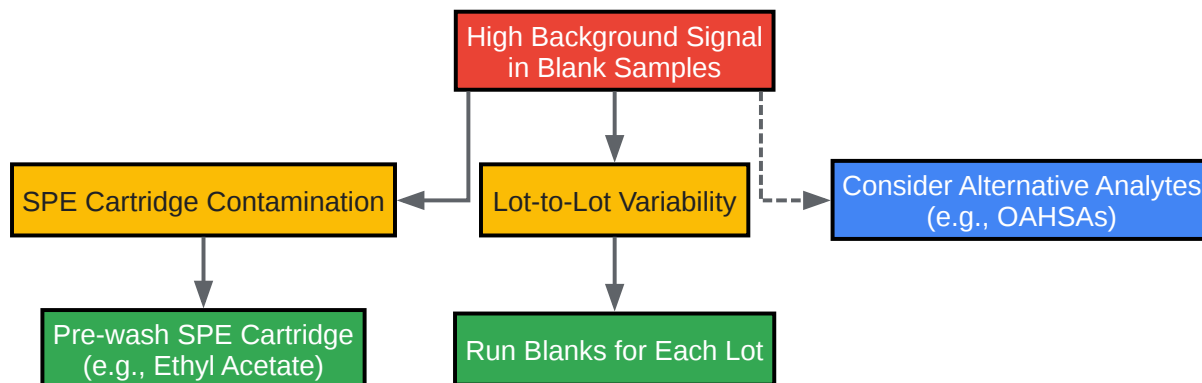 High Background Signal
in Blank Samples
SPE Cartridge Contamination
Lot-to-Lot Variability
Consider Alternative Analytes
(e.g., OAHSAs)
Pre-wash SPE Cartridge
(e.g., Ethyl Acetate)
Run Blanks for Each Lot